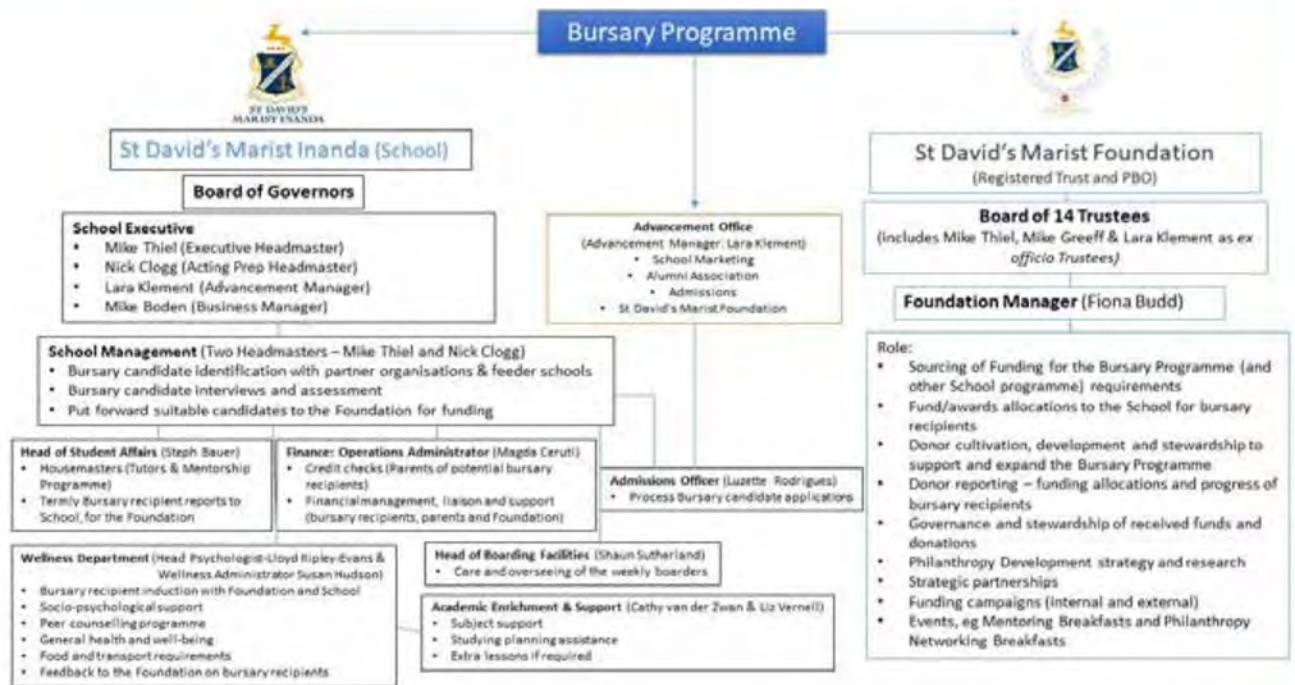 Bursary Programme
ST DAVID'S
MARIST INANDA
St David's Marist Inanda (School)
Board of Governors
School Executive
• Mike Thiel (Executive Headmaster)
• Nick Clogg (Acting Prep Headmaster)
• Lara Klement (Advancement Manager)
• Mike Boden (Business Manager)
School Management (Two Headmasters – Mike Thiel and Nick Clogg)
• Bursary candidate identification with partner organisations & feeder schools
• Bursary candidate interviews and assessment
• Put forward suitable candidates to the Foundation for funding
Head of Student Affairs (Steph Bauer)
• Housemasters (Tutors & Mentorship
Programme)
• Termly Bursary recipient reports to
School, for the Foundation
Finance: Operations Administrator (Magda Ceruti)
• Credit checks (Parents of potential bursary
recipients)
• Financial management, liaison and support
(bursary recipients, parents and Foundation)
Admissions Officer (Luzette Rodrigues)
• Process Bursary candidate applications
Wellness Department (Head Psychologist-Lloyd Ripley-Evans &
Wellness Administrator Susan Hudson)
• Bursary recipient induction with Foundation and School
• Socio-psychological support
• Peer counselling programme
• General health and well-being
• Food and transport requirements
• Feedback to the Foundation on bursary recipients
Head of Boarding Facilities (Shaun Sutherland)
• Care and overseeing of the weekly boarders
Academic Enrichment & Support (Cathy van der Zwan & Liz Vernell)
• Subject support
• Studying planning assistance
• Extra lessons if required
Advancement Office
(Advancement Manager: Lara Klement)
• School Marketing
• Alumni Association
• Admissions
• St David's Marist Foundation
St David's Marist Foundation
(Registered Trust and PBO)
Board of 14 Trustees
(includes Mike Thiel, Mike Greeff & Lara Klement as ex
officio Trustees)
Foundation Manager (Fiona Budd)
Role:
• Sourcing of Funding for the Bursary Programme (and
other School programme) requirements
• Fund/awards allocations to the School for bursary
recipients
• Donor cultivation, development and stewardship to
support and expand the Bursary Programme
• Donor reporting – funding allocations and progress of
bursary recipients
• Governance and stewardship of received funds and
donations
• Philanthropy Development strategy and research
• Strategic partnerships
• Funding campaigns (internal and external)
• Events, eg Mentoring Breakfasts and Philanthropy
Networking Breakfasts